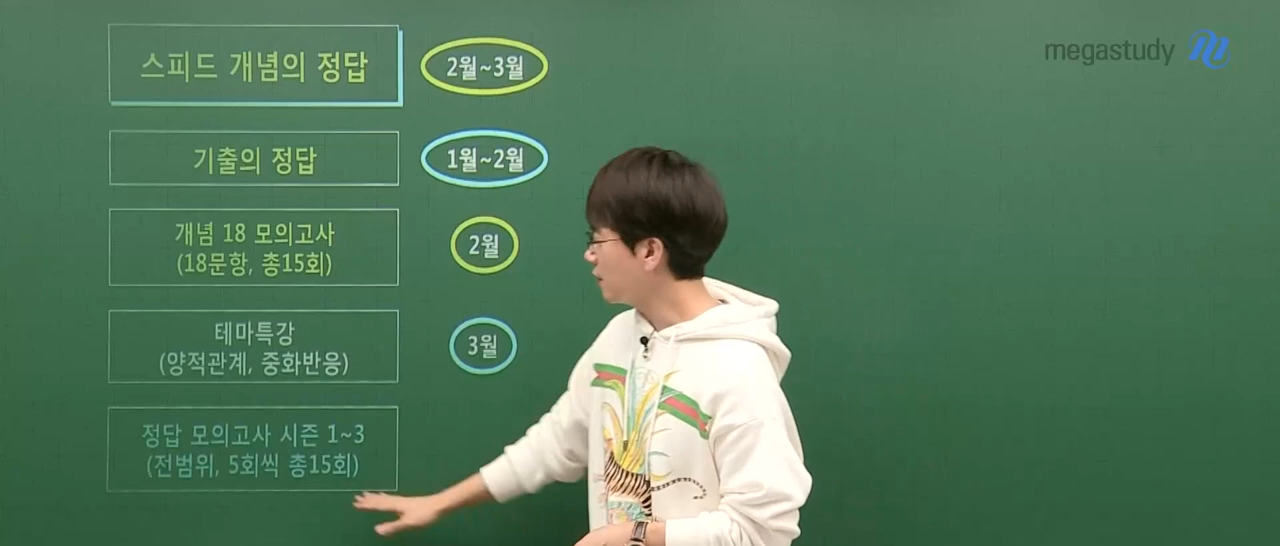 스피드 개념의 정답
2월~3월
megastudy
기출의 정답
1월~2월
개념 18 모의고사
(18문항, 총15회)
2월
테마특강
(양적관계, 중화반응)
3월
정답 모의고사 시즌 1~3
(전범위, 5회씩 총15회)